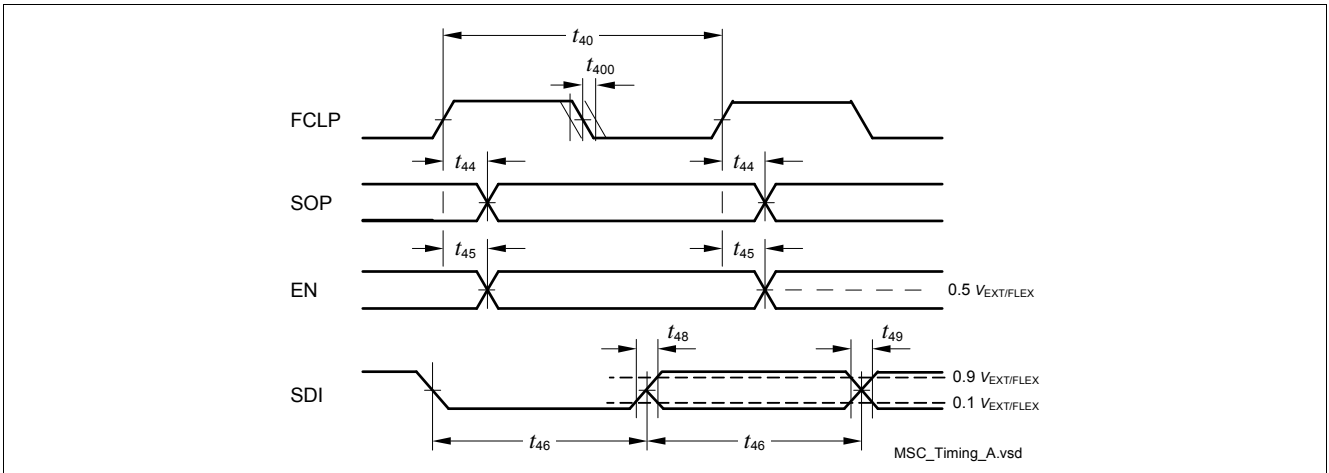 t40
t400
FCLP
t44 t44
SOP
t45 t45
EN
0.5 VEXT/FLEX
t48 t49
0.9 VEXT/FLEX
SDI
0.1 VEXT/FLEX
t46 t46
MSC_Timing_A.vsd